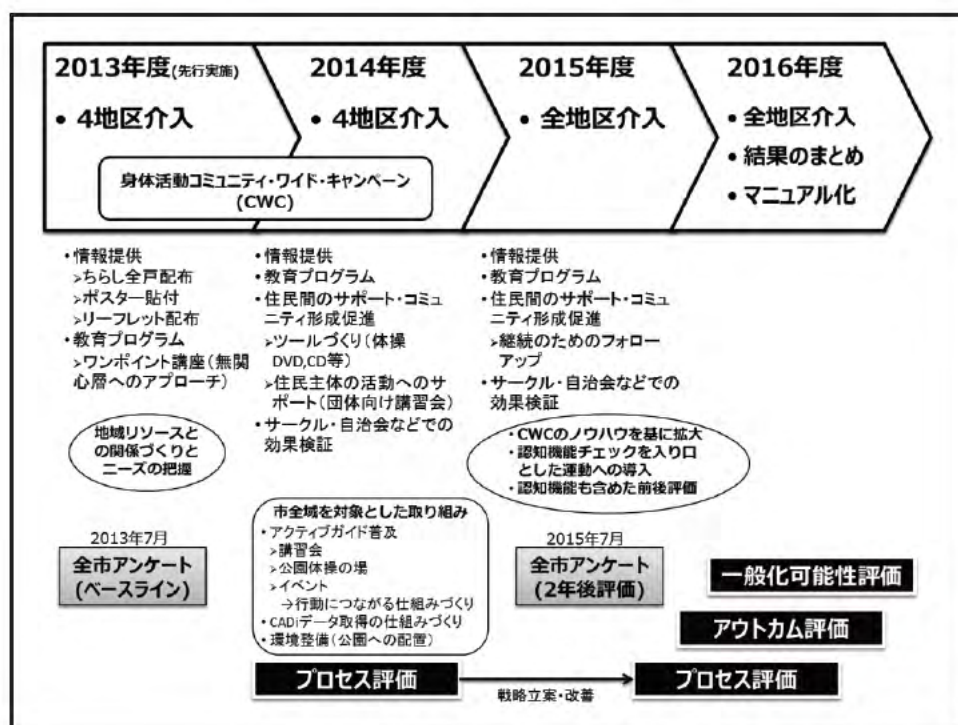 2013年度(先行実施)
• 4地区介入
2014年度
• 4地区介入
2015年度
• 全地区介入
2016年度
• 全地区介入
• 結果のまとめ
• マニュアル化
身体活動コミュニティ・ワイド・キャンペーン
(CWC)
・情報提供
➢ちらし全戸配布
➢ポスター貼付
➢リーフレット配布
・教育プログラム
➢ワンポイント講座(無関
心層へのアプローチ)
地域リソースと
の関係づくりと
ニーズの把握
2013年7月
全市アンケート
(ベースライン)
・情報提供
・教育プログラム
・住民間のサポート・コミュ
ニティ形成促進
➢ツールづくり(体操
DVD,CD等)
➢住民主体の活動へのサ
ポート(団体向け講習会)
・サークル・自治会などでの
効果検証
市全域を対象とした取り組み
・アクティブガイド普及
➢講習会
➢公園体操の場
➢イベント
→行動につながる仕組みづくり
・CADiデータ取得の仕組みづくり
・環境整備(公園への配置)
・情報提供
・教育プログラム
・住民間のサポート・コミュ
ニティ形成促進
➢継続のためのフォロー
アップ
・サークル・自治会などでの
効果検証
・CWCのノウハウを基に拡大
・認知機能チェックを入り口
とした運動への導入
・認知機能も含めた前後評価
2015年7月
全市アンケート
(2年後評価)
一般化可能性評価
アウトカム評価
プロセス評価
戦略立案・改善
プロセス評価